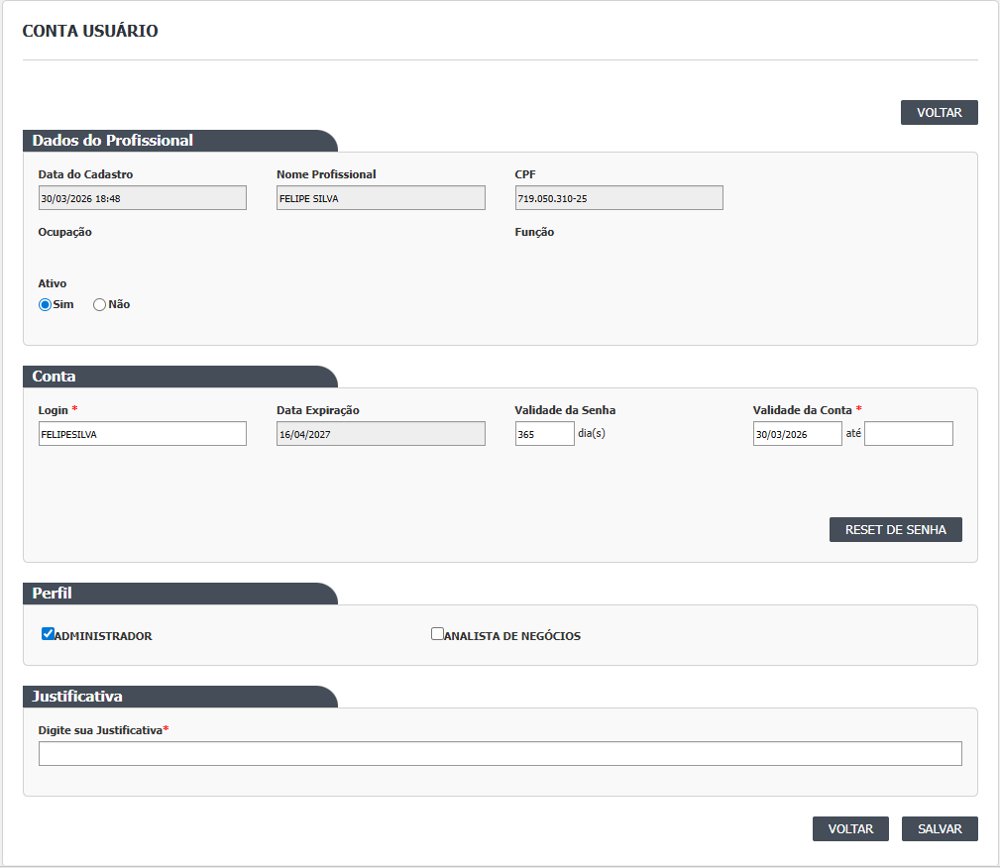 CONTA USUÁRIO
VOLTAR
Dados do Profissional
Data do Cadastro Nome Profissional CPF
30/03/2026 18:48 FELIPE SILVA 719.050.310-25
Ocupação Função
Ativo
Sim Não
Conta
Login * Data Expiração Validade da Senha Validade da Conta *
FELIPESILVA 16/04/2027 365 dia(s) 30/03/2026 até
RESET DE SENHA
Perfil
ADMINISTRADOR ANALISTA DE NEGÓCIOS
Justificativa
Digite sua Justificativa*
VOLTAR SALVAR